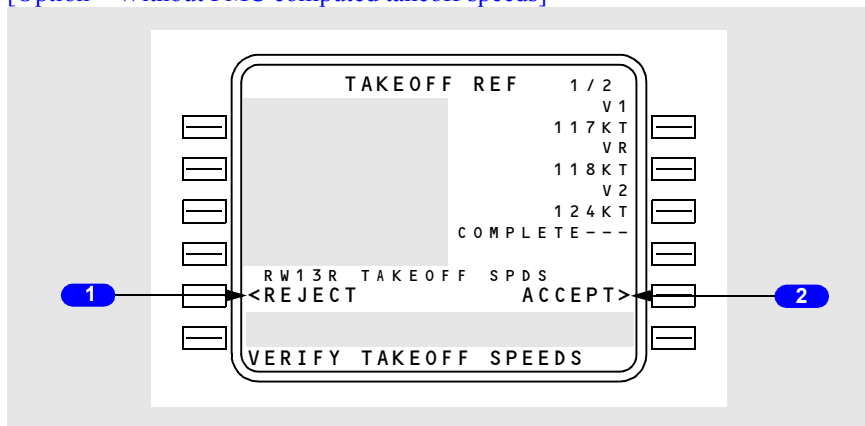 [Option - Without FMC computed takeoff speeds]
TAKEOFF REF 1/2
V1
117KT
VR
118KT
V2
124KT
COMPLETE---
RW13R TAKEOFF SPDS
<REJECT ACCEPT>
1 2
VERIFY TAKEOFF SPEEDS